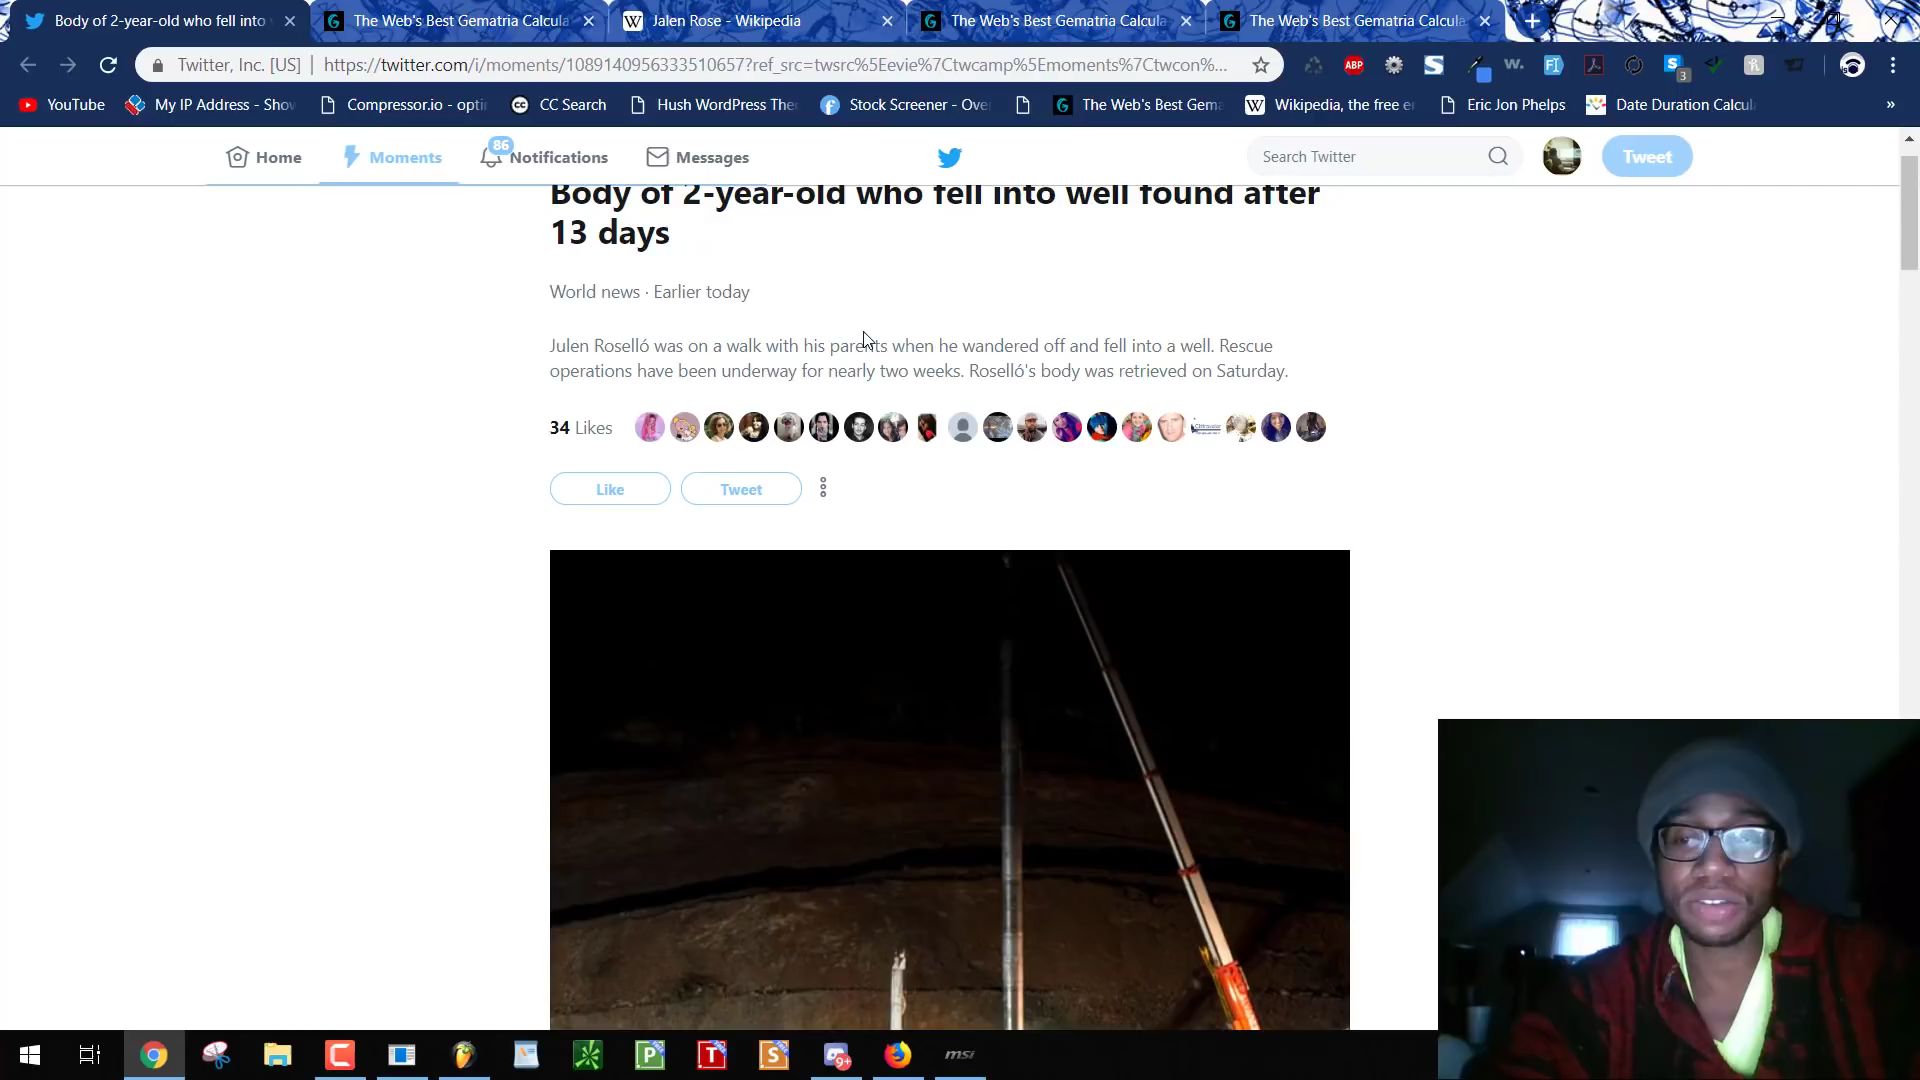 Body of 2-year-old who fell into
The Web's Best Gematria Calcula
Jalen Rose - Wikipedia
The Web's Best Gematria Calcula
The Web's Best Gematria Calcula
Twitter, Inc. [US] | https://twitter.com/i/moments/1089140956333510657?ref_src=twsrc%5Eevie%7Ctwcamp%5Emoments%7Ctwcon%...
ABP
W.
3
YouTube
My IP Address - Shov
Compressor.io - opti
CC Search
Hush WordPress The
Stock Screener - Ove
The Web's Best Gem
Wikipedia, the free e
Eric Jon Phelps
Date Duration Calcul
»
Home
Moments
86
Notifications
Messages
Search Twitter
Tweet
Body of 2-year-old who fell into well found after
13 days
World news · Earlier today
Julen Roselló was on a walk with his parents when he wandered off and fell into a well. Rescue
operations have been underway for nearly two weeks. Roselló's body was retrieved on Saturday.
34 Likes
Like
Tweet
P
T
S
9+
msi